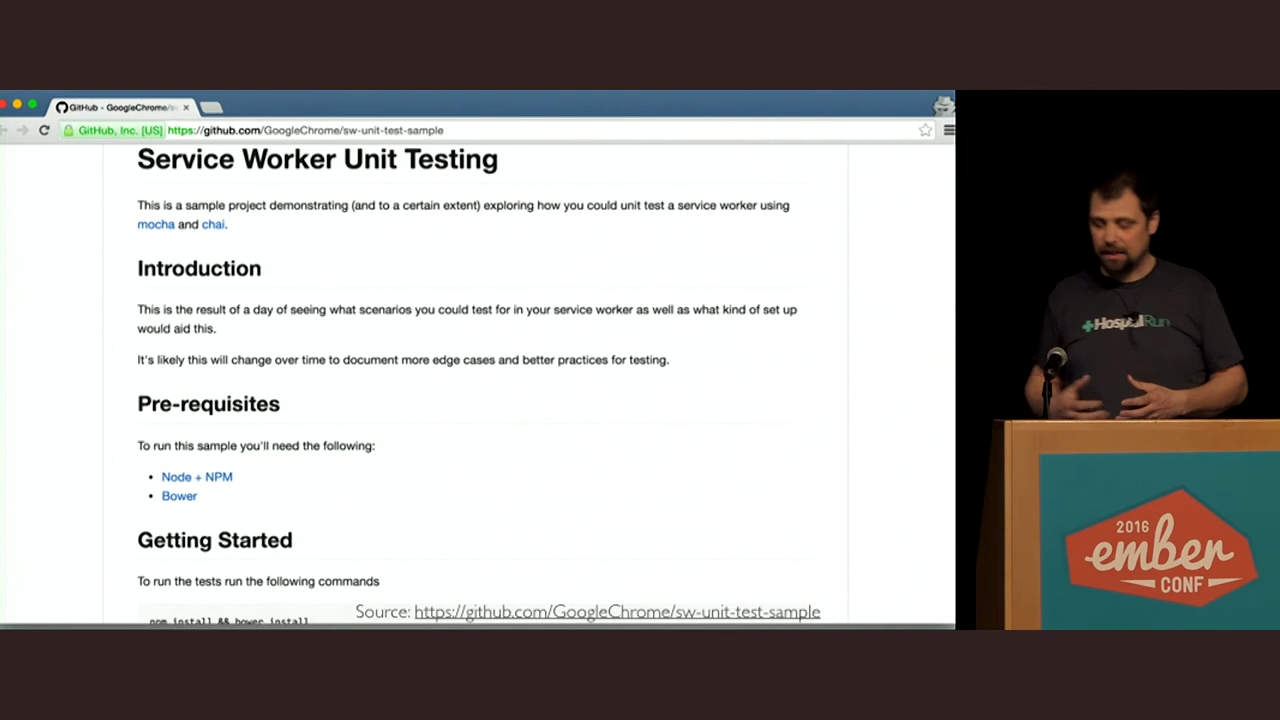 GitHub - GoogleChrome/s
GitHub, Inc. [US] https://github.com/GoogleChrome/sw-unit-test-sample
Service Worker Unit Testing
This is a sample project demonstrating (and to a certain extent) exploring how you could unit test a service worker using
mocha and chai.
Introduction
This is the result of a day of seeing what scenarios you could test for in your service worker as well as what kind of set up
would aid this.
It's likely this will change over time to document more edge cases and better practices for testing.
Pre-requisites
To run this sample you'll need the following:
• Node + NPM
• Bower
Getting Started
To run the tests run the following commands
npm install && bower install
Source: https://github.com/GoogleChrome/sw-unit-test-sample
HospitalRun
2016
ember
CONF